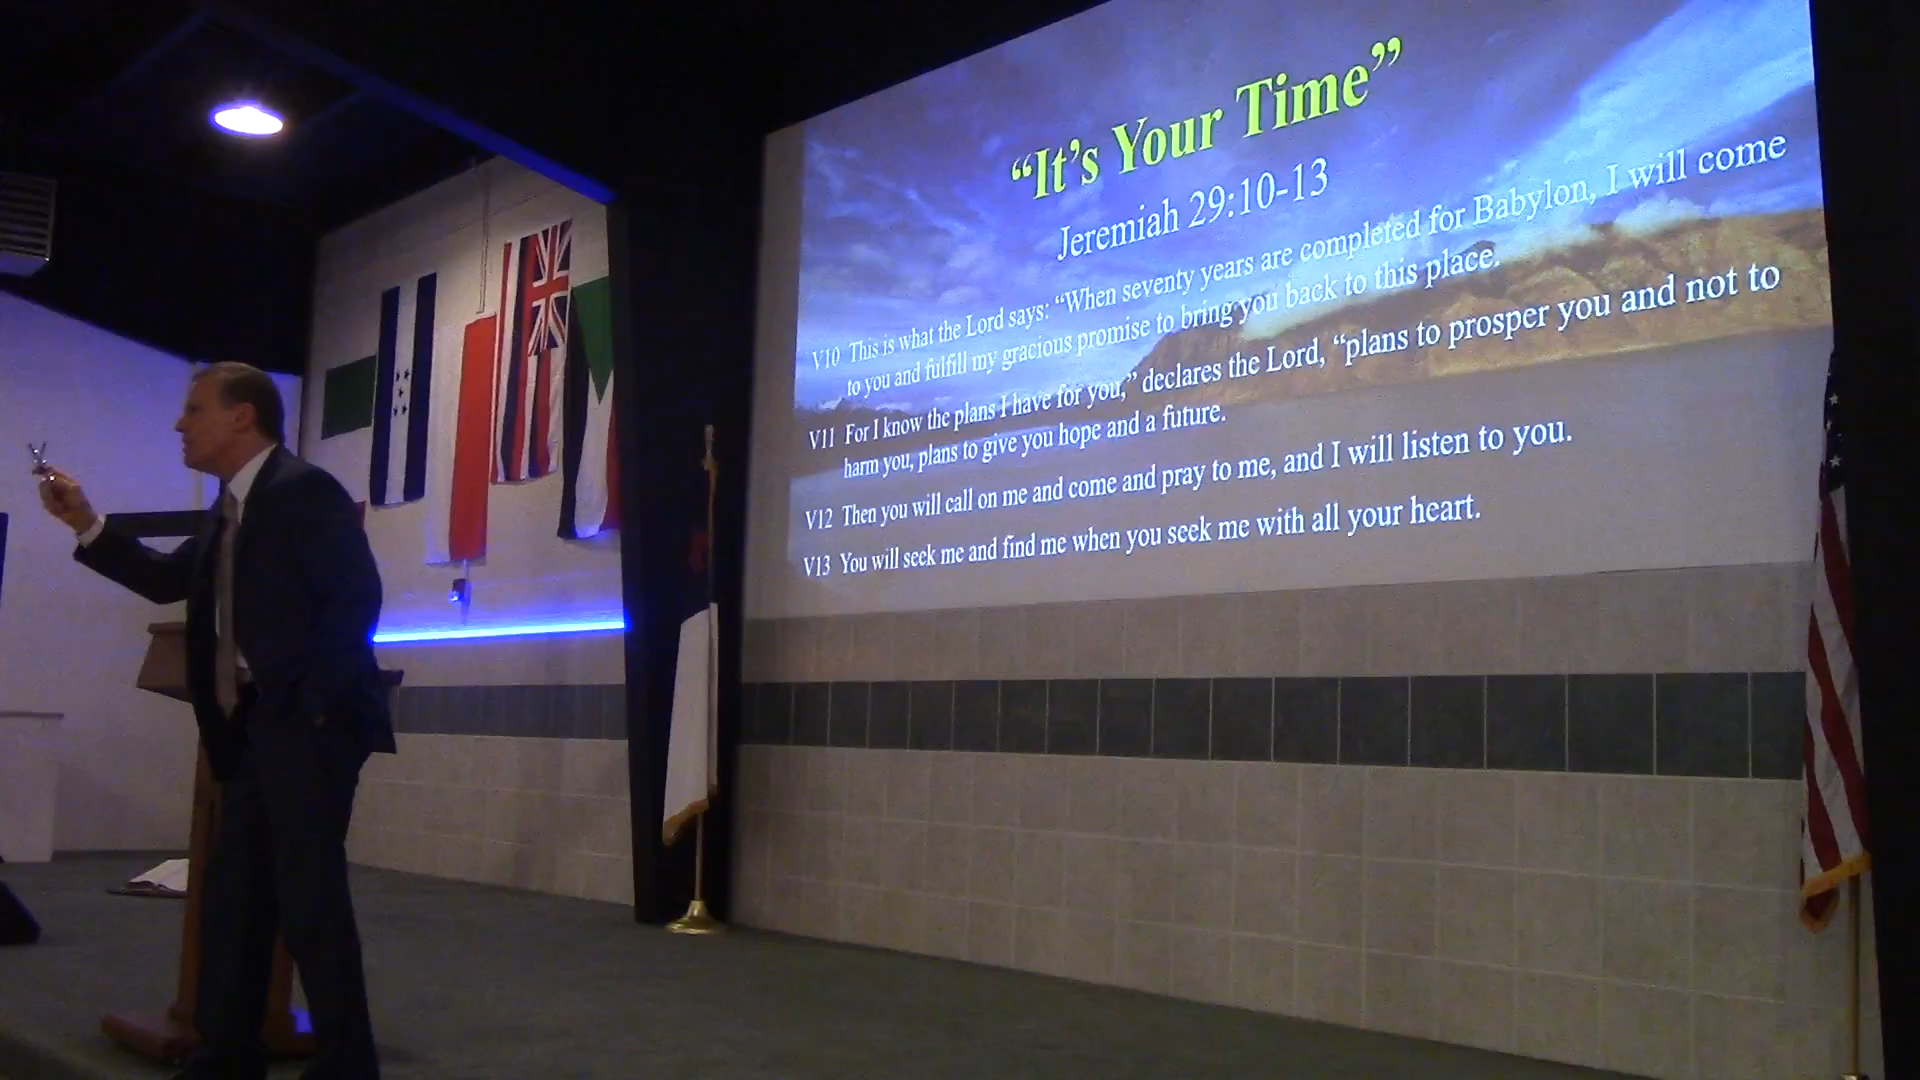 “It’s Your Time”
Jeremiah 29:10-13
V10 This is what the Lord says: “When seventy years are completed for Babylon, I will come
to you and fulfill my gracious promise to bring you back to this place.
V11 For I know the plans I have for you,” declares the Lord, “plans to prosper you and not to
harm you, plans to give you hope and a future.
V12 Then you will call on me and come and pray to me, and I will listen to you.
V13 You will seek me and find me when you seek me with all your heart.